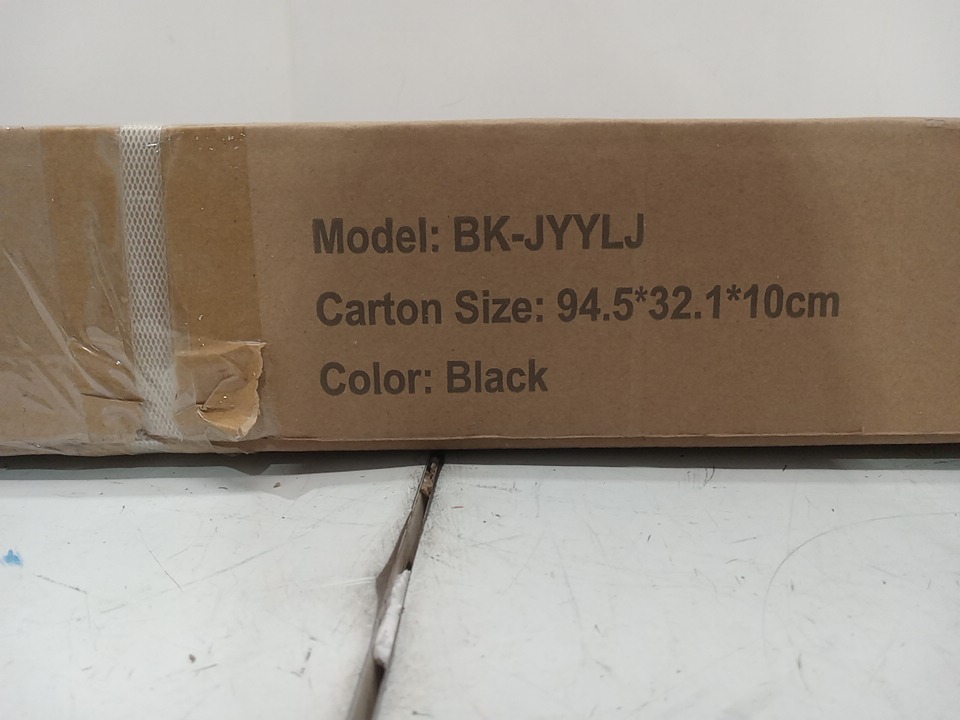 Model: BK-JYYLJ
Carton Size: 94.5*32.1*10cm
Color: Black